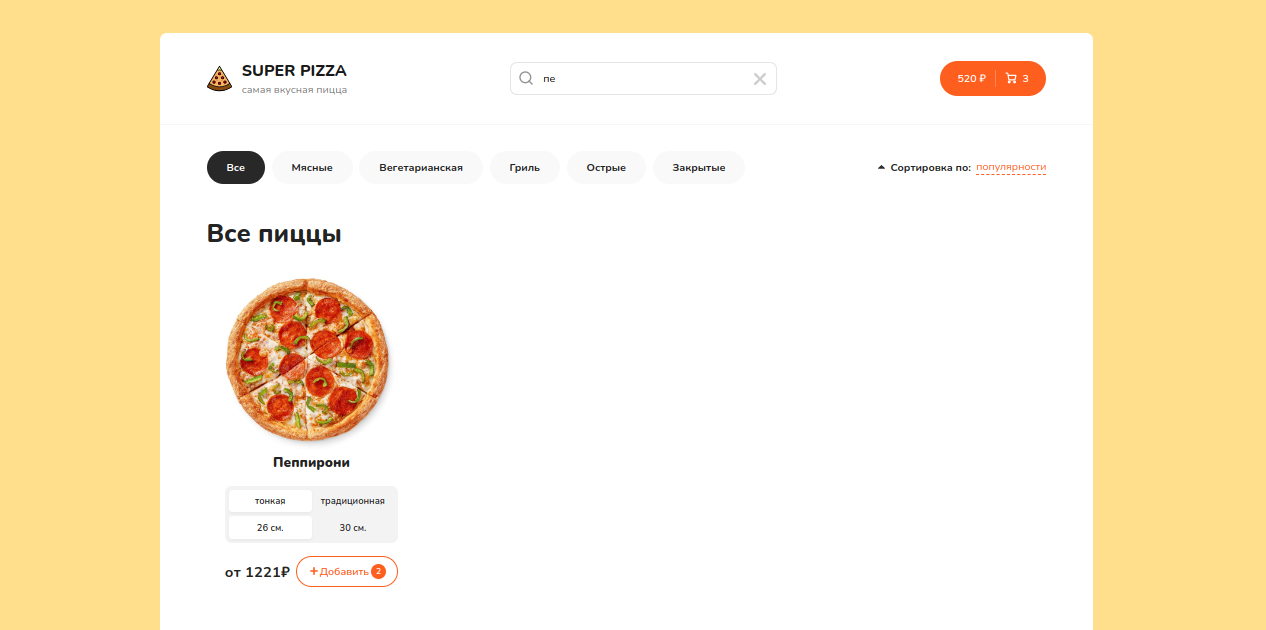 SUPER PIZZA
самая вкусная пицца
пе
520 ₽ 3
Все Мясные Вегетарианская Гриль Острые Закрытые
Сортировка по: популярности
Все пиццы
Пеппирони
тонкая традиционная
26 см. 30 см.
от 1221₽ + Добавить 2